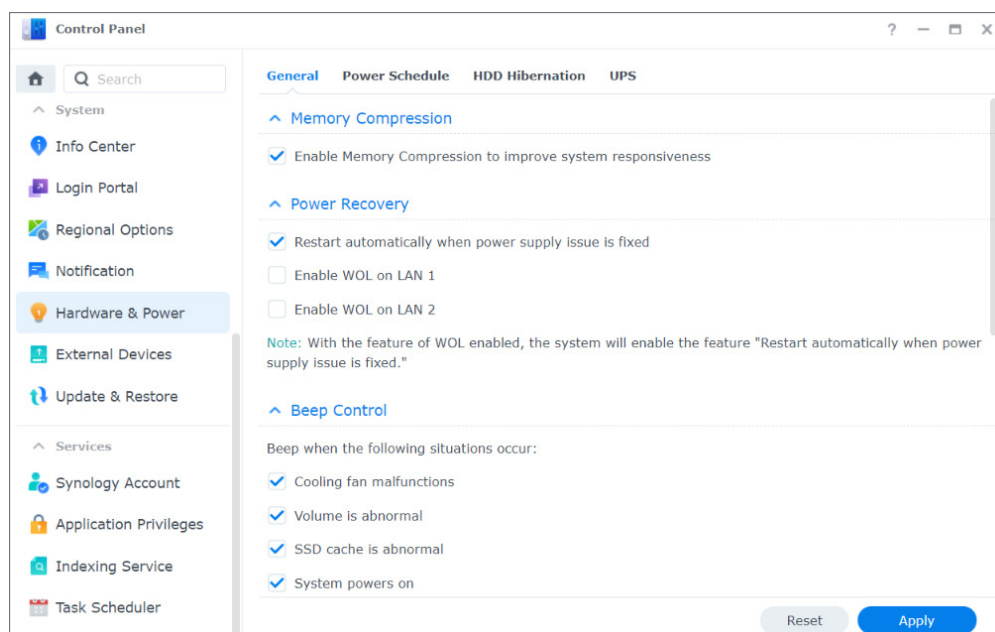 Control Panel
?
Search
System
Info Center
Login Portal
Regional Options
Notification
Hardware & Power
External Devices
Update & Restore
Services
Synology Account
Application Privileges
Indexing Service
Task Scheduler
General Power Schedule HDD Hibernation UPS
Memory Compression
Enable Memory Compression to improve system responsiveness
Power Recovery
Restart automatically when power supply issue is fixed
Enable WOL on LAN 1
Enable WOL on LAN 2
Note: With the feature of WOL enabled, the system will enable the feature "Restart automatically when power
supply issue is fixed."
Beep Control
Beep when the following situations occur:
Cooling fan malfunctions
Volume is abnormal
SSD cache is abnormal
System powers on
Reset Apply